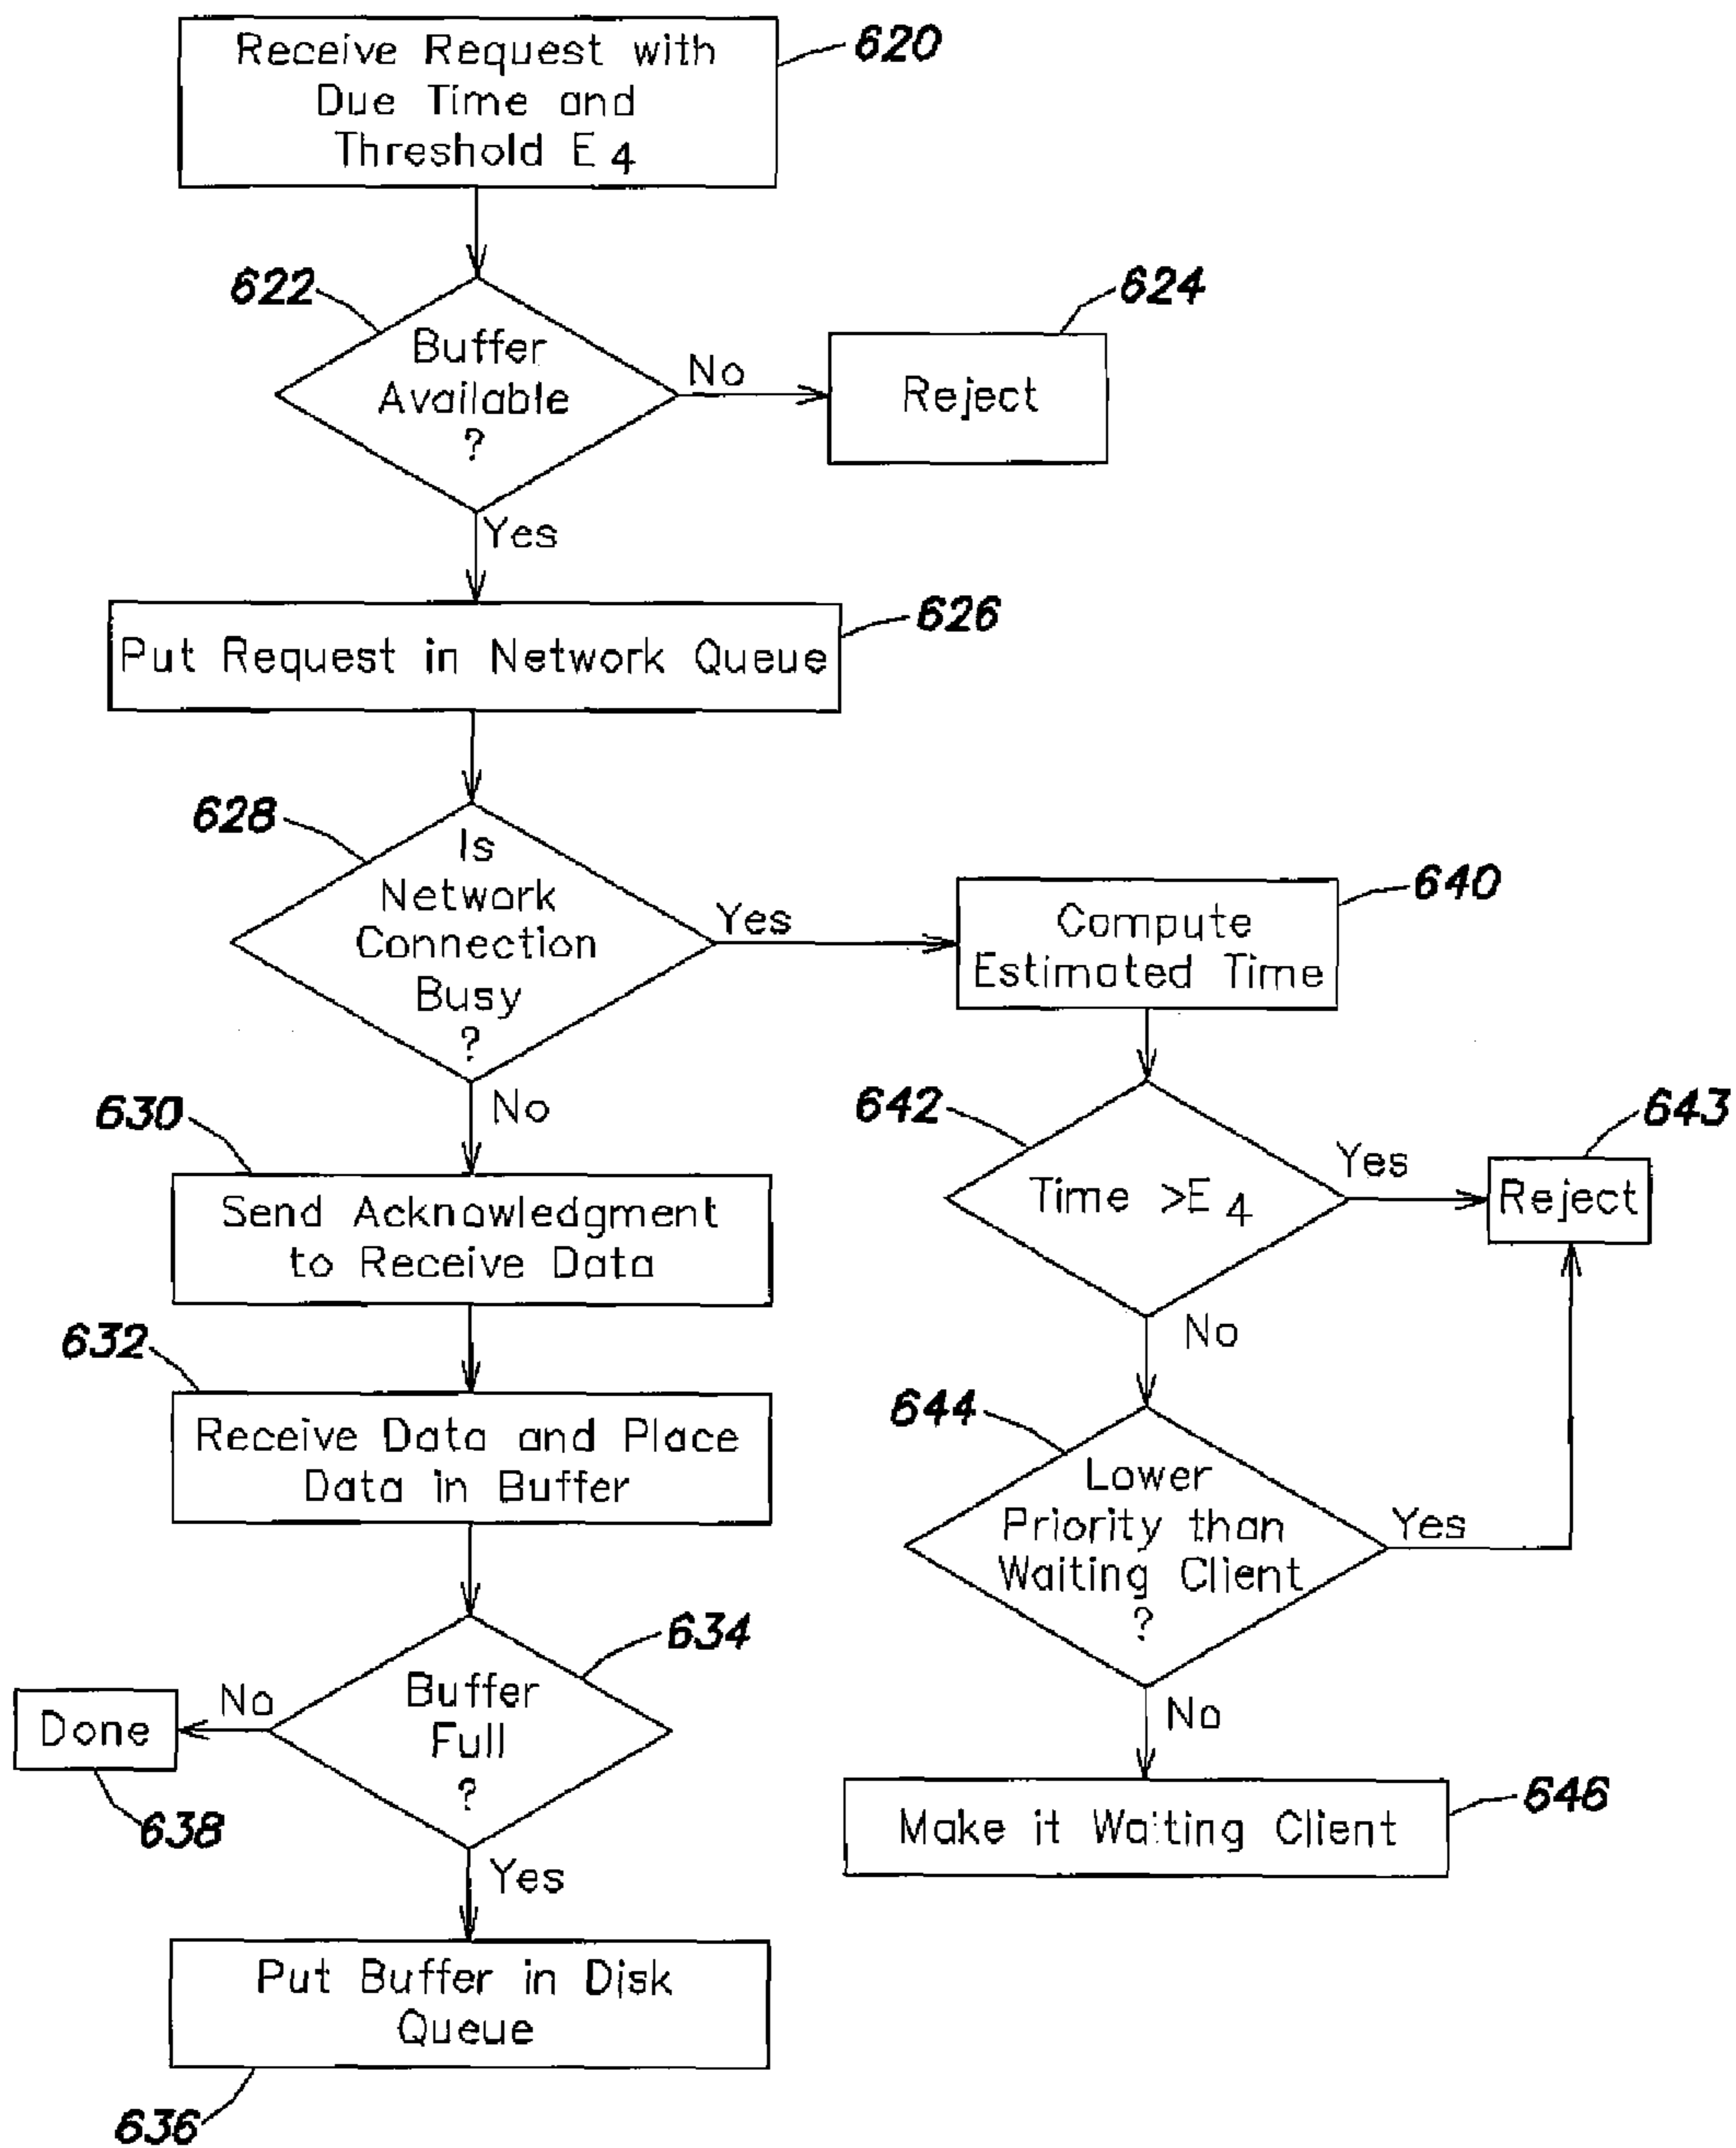 Receive Request with
Due Time and
Threshold E 4
620
622
Buffer
Available
?
No
624
Reject
Yes
Put Request in Network Queue
626
628
Is
Network
Connection
Busy
?
Yes
640
Compute
Estimated Time
No
630
Send Acknowledgment
to Receive Data
642
Time >E 4
Yes
643
Reject
No
632
Receive Data and Place
Data in Buffer
644
Lower
Priority than
Waiting Client
?
Yes
No
634
Buffer
Full
?
No
Done
638
646
Make it Waiting Client
Yes
Put Buffer in Disk
Queue
636